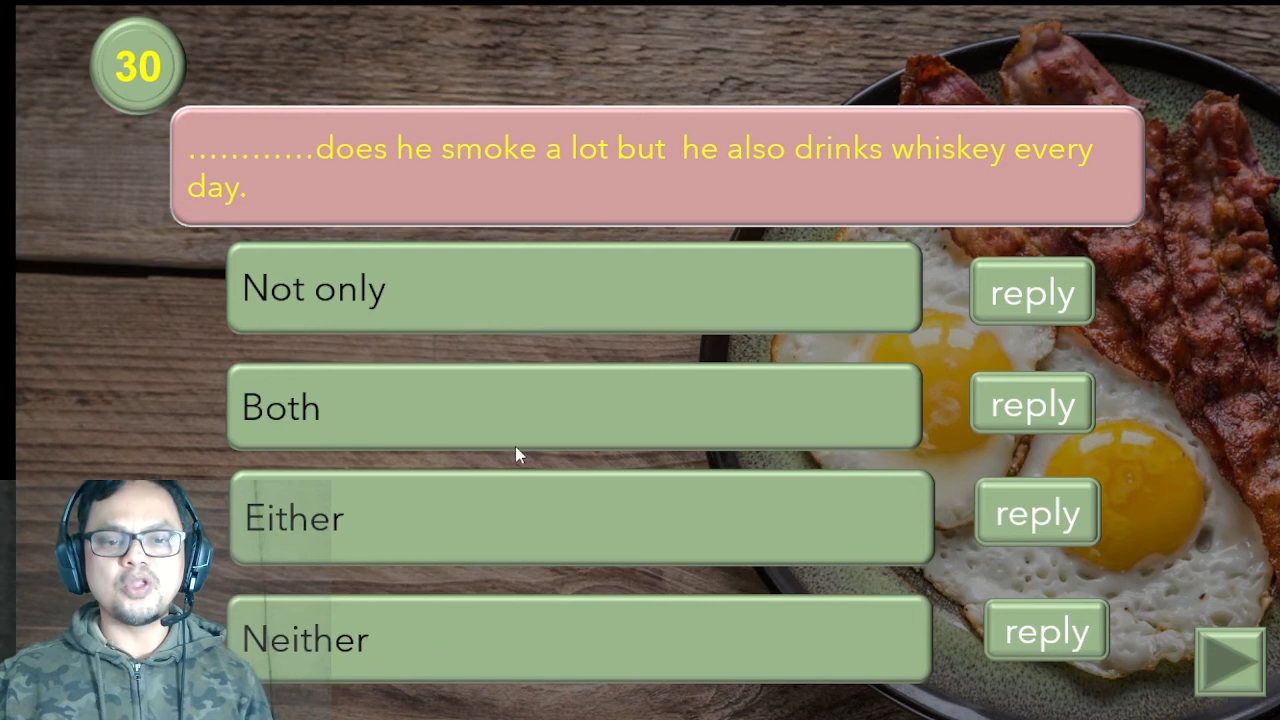 30
............does he smoke a lot but  he also drinks whiskey every
day.
Not only
reply
Both
reply
Either
reply
Neither
reply